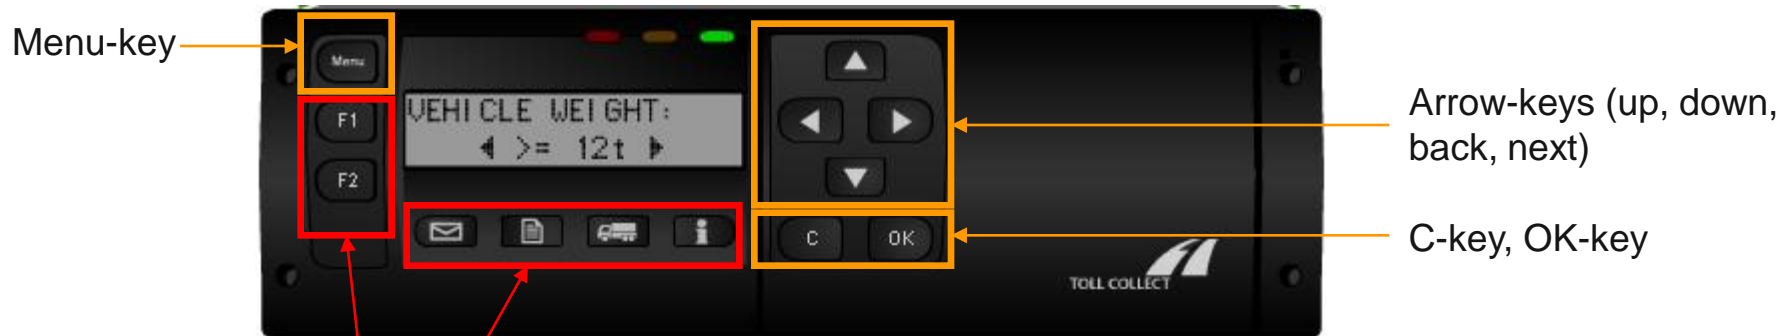 Menu-key
Menu
F1
F2
VEHICLE WEIGHT:
>= 12t
C
OK
TOLL COLLECT
Arrow-keys (up, down,
back, next)
C-key, OK-key